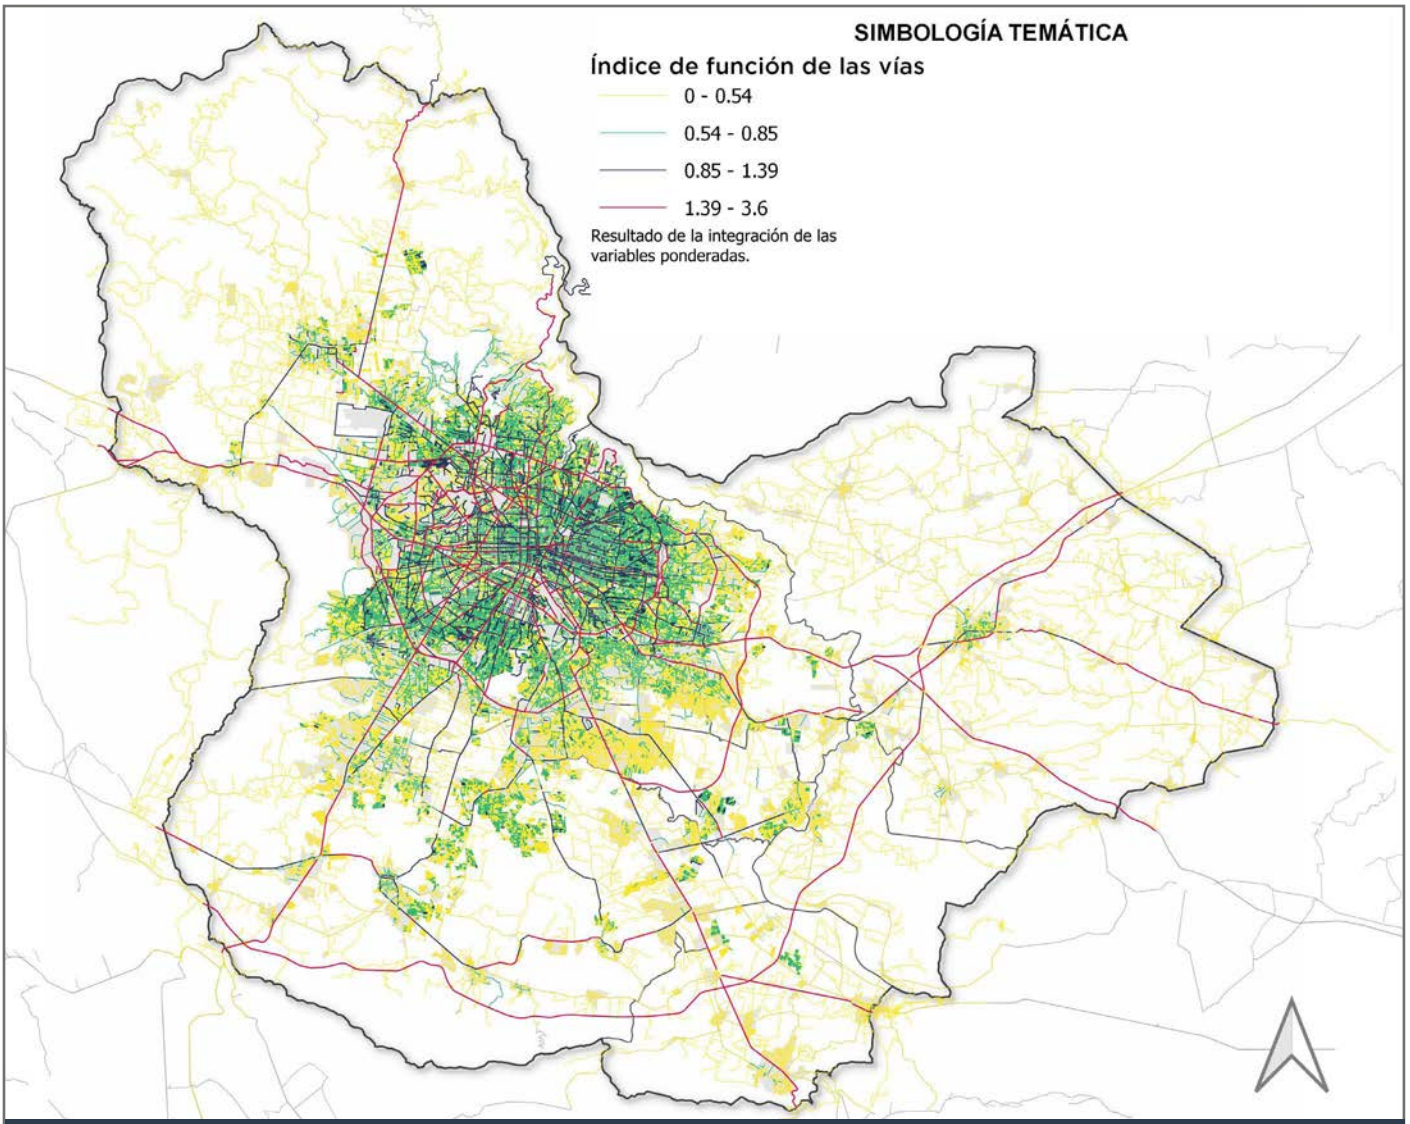 SIMBOLOGÍA TEMÁTICA
Índice de función de las vías
0 - 0.54
0.54 - 0.85
0.85 - 1.39
1.39 - 3.6
Resultado de la integración de las
variables ponderadas.